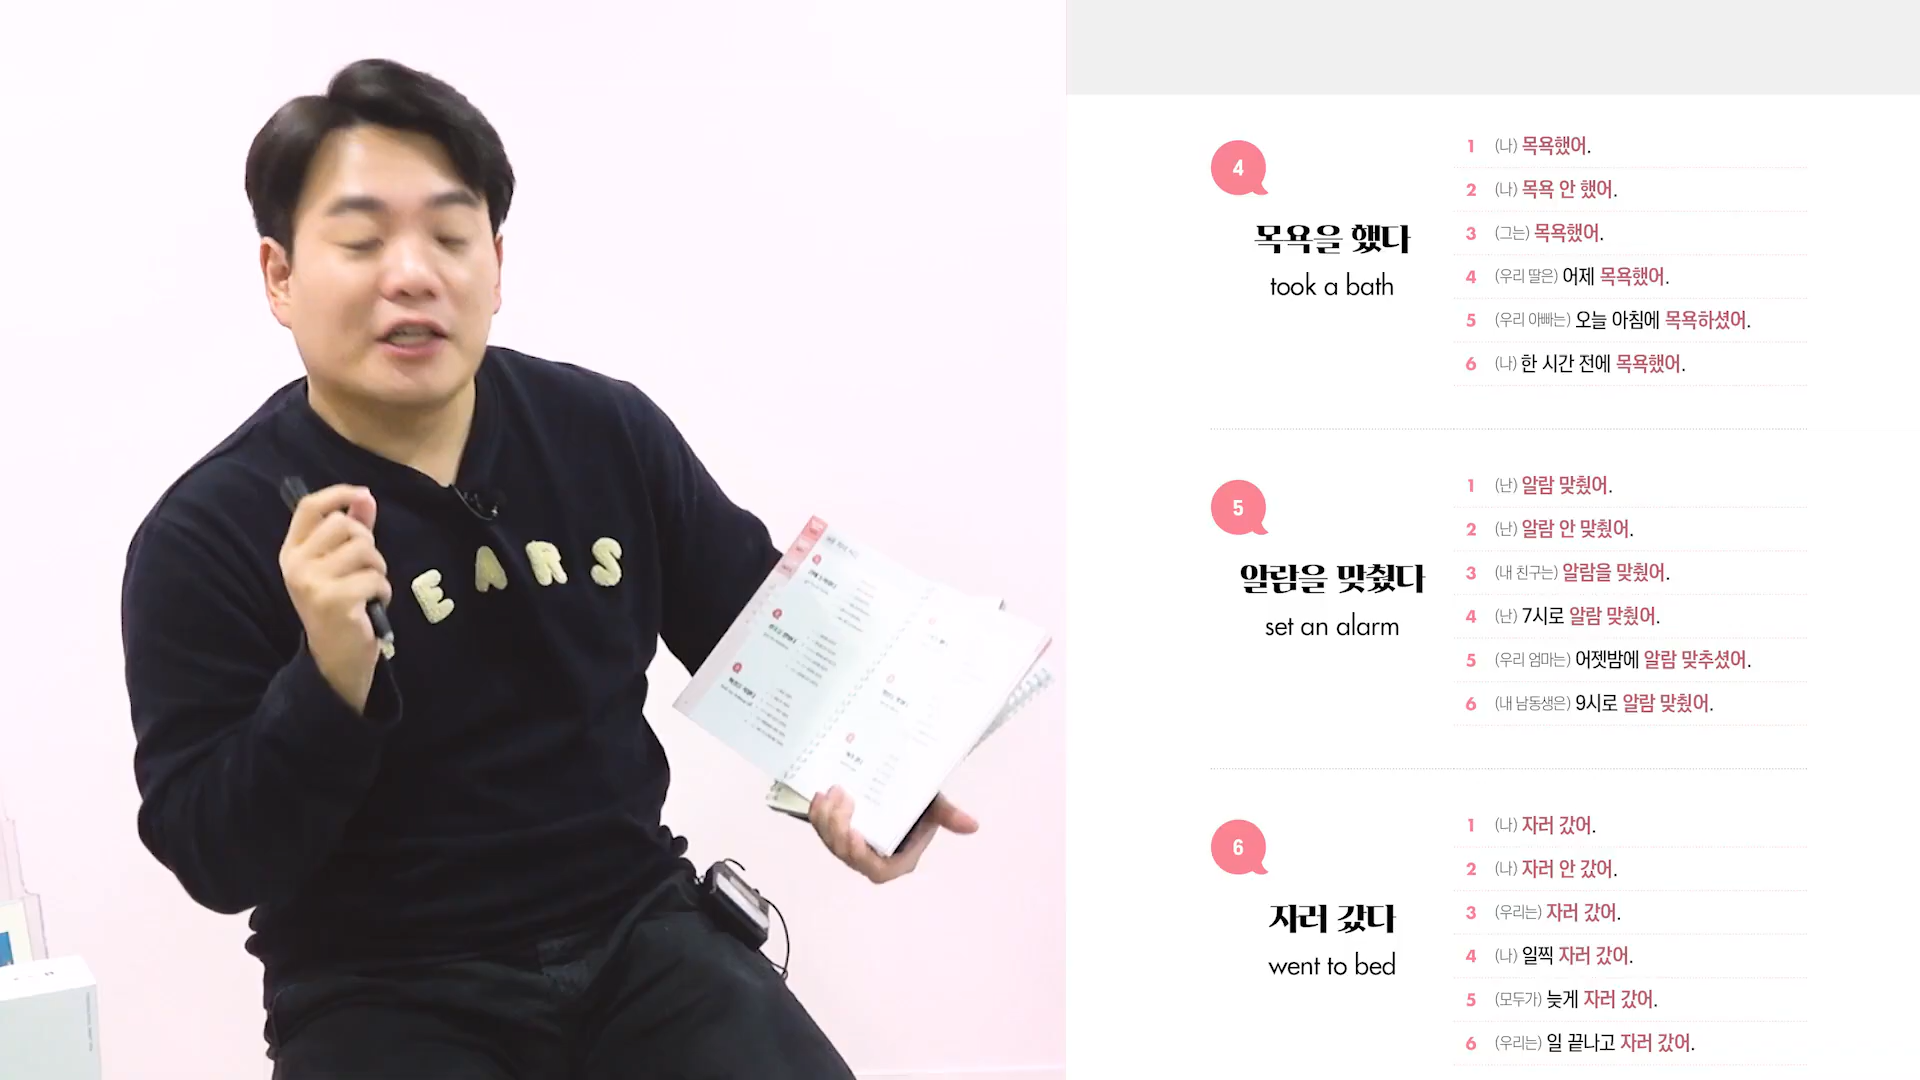 EARS
4
목욕을 했다
took a bath
1 (나) 목욕했어.
2 (나) 목욕 안 했어.
3 (그는) 목욕했어.
4 (우리 딸은) 어제 목욕했어.
5 (우리 아빠는) 오늘 아침에 목욕하셨어.
6 (나) 한 시간 전에 목욕했어.
5
알람을 맞췄다
set an alarm
1 (난) 알람 맞췄어.
2 (난) 알람 안 맞췄어.
3 (내 친구는) 알람을 맞췄어.
4 (난) 7시로 알람 맞췄어.
5 (우리 엄마는) 어젯밤에 알람 맞추셨어.
6 (내 남동생은) 9시로 알람 맞췄어.
6
자러 갔다
went to bed
1 (나) 자러 갔어.
2 (나) 자러 안 갔어.
3 (우리는) 자러 갔어.
4 (나) 일찍 자러 갔어.
5 (모두가) 늦게 자러 갔어.
6 (우리는) 일 끝나고 자러 갔어.